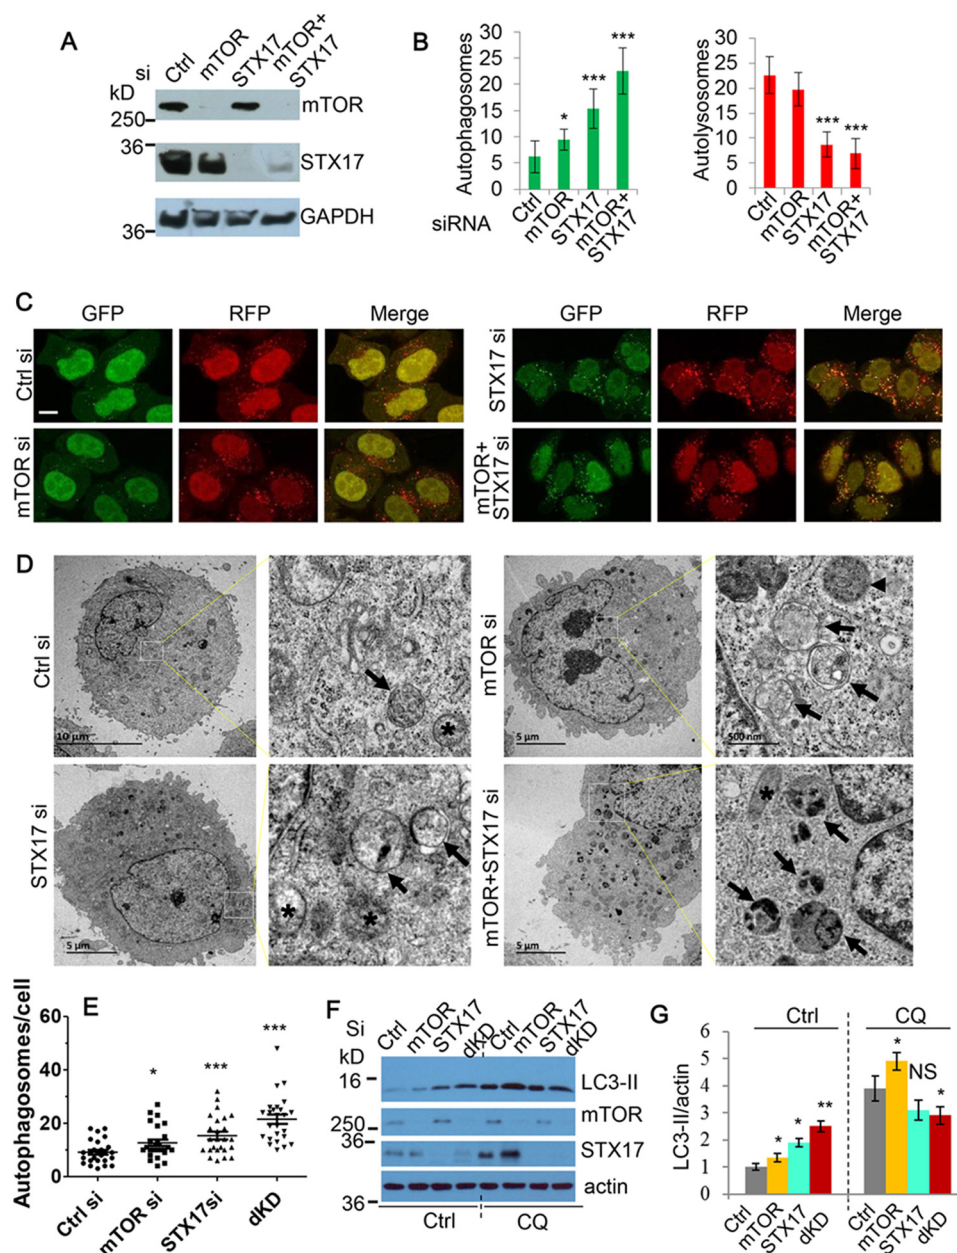 A
si
Ctrl
mTOR
STX17
mTOR+
STX17
kD
250
36
36
mTOR
STX17
GAPDH
B
Autophagosomes
30
25
20
15
10
5
0
*
***
***
siRNA
Ctrl
mTOR
STX17
mTOR+
STX17
Autolysosomes
30
25
20
15
10
5
0
***
***
Ctrl
mTOR
STX17
mTOR+
STX17
C
GFP RFP Merge
GFP RFP Merge
Ctrl si
mTOR si
STX17 si
mTOR+
STX17 si
D
Ctrl si
10 µm
*
mTOR si
5 µm
500 nm
STX17 si
5 µm
* *
mTOR+STX17 si
5 µm
*
E
Autophagosomes/cell
60
40
20
0
*
***
***
Ctrl si
mTOR si
STX17si
dKD
F
Si
Ctrl
mTOR
STX17
dKD
Ctrl
mTOR
STX17
dKD
kD
16
250
36
36
LC3-II
mTOR
STX17
actin
Ctrl CQ
G
Ctrl CQ
LC3-II/actin
6
5
4
3
2
1
0
*
*
**
*
NS
*
Ctrl
mTOR
STX17
dKD
Ctrl
mTOR
STX17
dKD